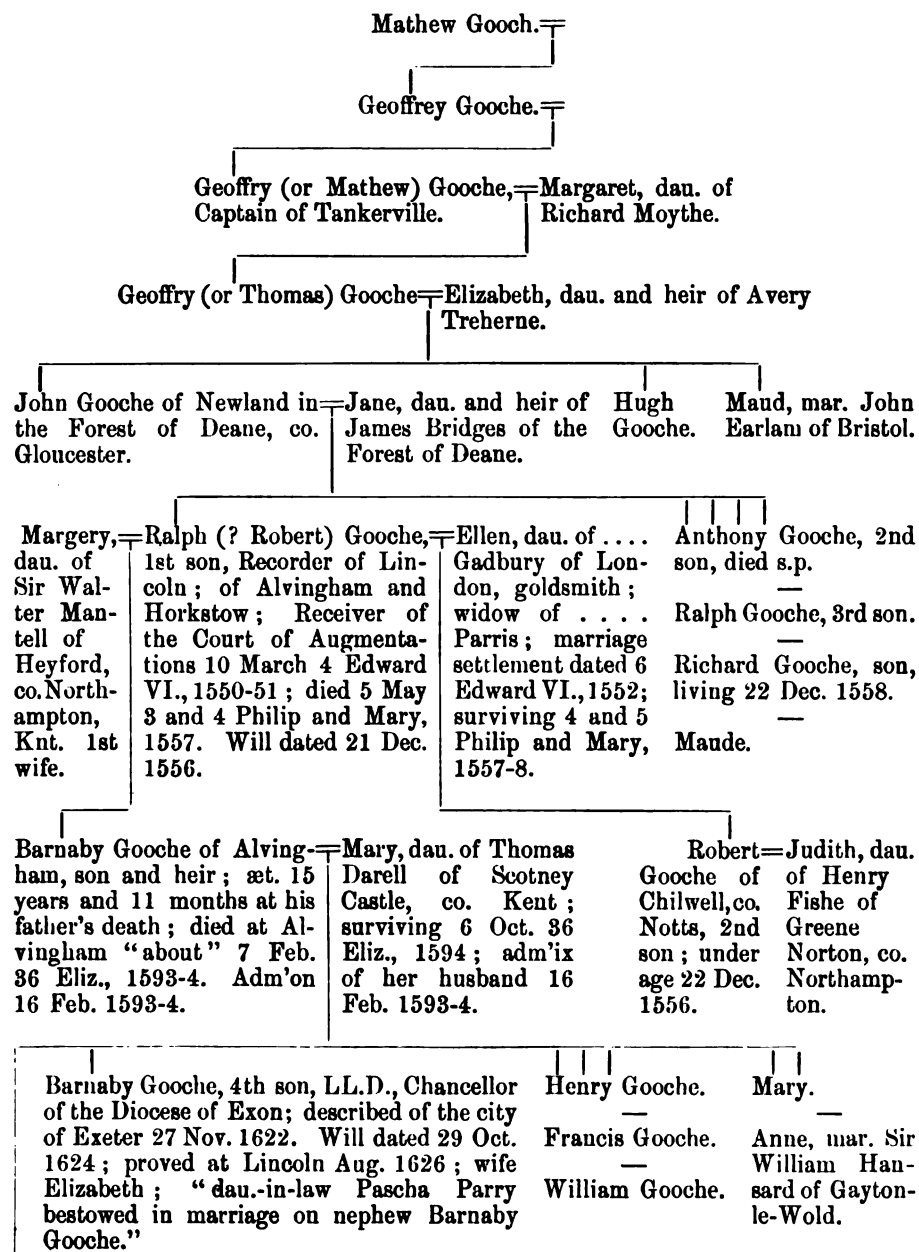 Mathew Gooch.
Geoffrey Gooche.
Geoffry (or Mathew) Gooche,
Captain of Tankerville.
Margaret, dau. of
Richard Moythe.
Geoffry (or Thomas) Gooche
Elizabeth, dau. and heir of Avery
Treherne.
John Gooche of Newland in
the Forest of Deane, co.
Gloucester.
Jane, dau. and heir of
James Bridges of the
Forest of Deane.
Hugh
Gooche.
Maud, mar. John
Earlam of Bristol.
Margery,
dau. of
Sir Wal-
ter Man-
tell of
Heyford,
co. North-
ampton,
Knt. 1st
wife.
Ralph (? Robert) Gooche,
1st son, Recorder of Lin-
coln; of Alvingham and
Horkstow; Receiver of
the Court of Augmenta-
tions 10 March 4 Edward
VI., 1550-51; died 5 May
3 and 4 Philip and Mary,
1557. Will dated 21 Dec.
1556.
Ellen, dau. of ....
Gadbury of Lon-
don, goldsmith;
widow of ....
Parris; marriage
settlement dated 6
Edward VI., 1552;
surviving 4 and 5
Philip and Mary,
1557-8.
Anthony Gooche, 2nd
son, died s.p.
—
Ralph Gooche, 3rd son.
—
Richard Gooche, son,
living 22 Dec. 1558.
—
Maude.
Barnaby Gooche of Alving-
ham, son and heir; æt. 15
years and 11 months at his
father's death; died at Al-
vingham "about" 7 Feb.
36 Eliz., 1593-4. Adm'on
16 Feb. 1593-4.
Mary, dau. of Thomas
Darell of Scotney
Castle, co. Kent;
surviving 6 Oct. 36
Eliz., 1594; adm'ix
of her husband 16
Feb. 1593-4.
Robert
Gooche of
Chilwell, co.
Notts, 2nd
son; under
age 22 Dec.
1556.
Judith, dau.
of Henry
Fishe of
Greene
Norton, co.
Northamp-
ton.
Barnaby Gooche, 4th son, LL.D., Chancellor
of the Diocese of Exon; described of the city
of Exeter 27 Nov. 1622. Will dated 29 Oct.
1624; proved at Lincoln Aug. 1626; wife
Elizabeth; "dau.-in-law Pascha Parry
bestowed in marriage on nephew Barnaby
Gooche."
Henry Gooche.
—
Francis Gooche.
—
William Gooche.
Mary.
—
Anne, mar. Sir
William Han-
sard of Gayton-
le-Wold.